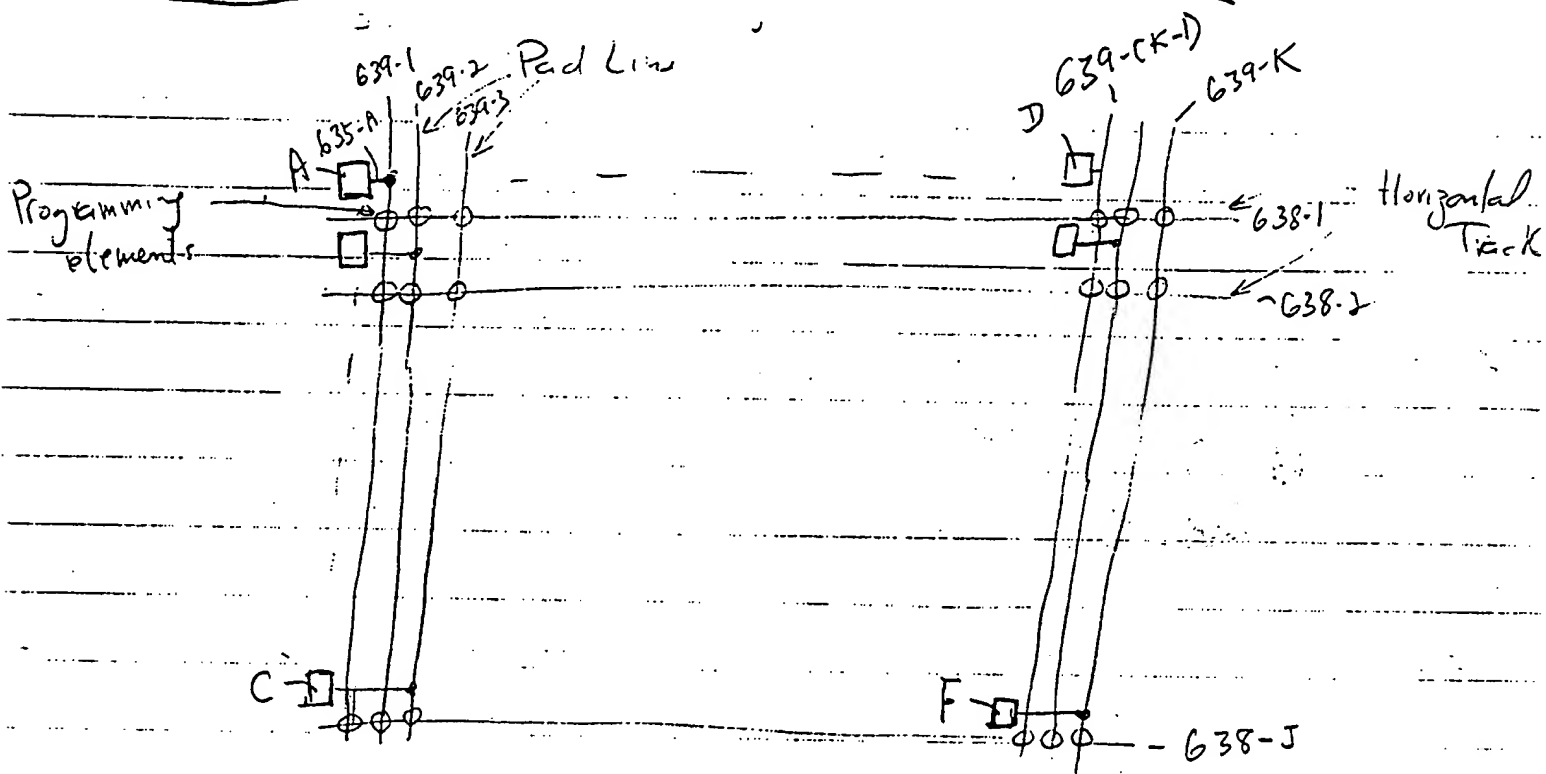 639-1
639-2
Pad Line
639-3
635-A
A
Programming elements
C
639-(K-1)
639-K
D
638-1
Horizontal Track
638-2
F
638-J